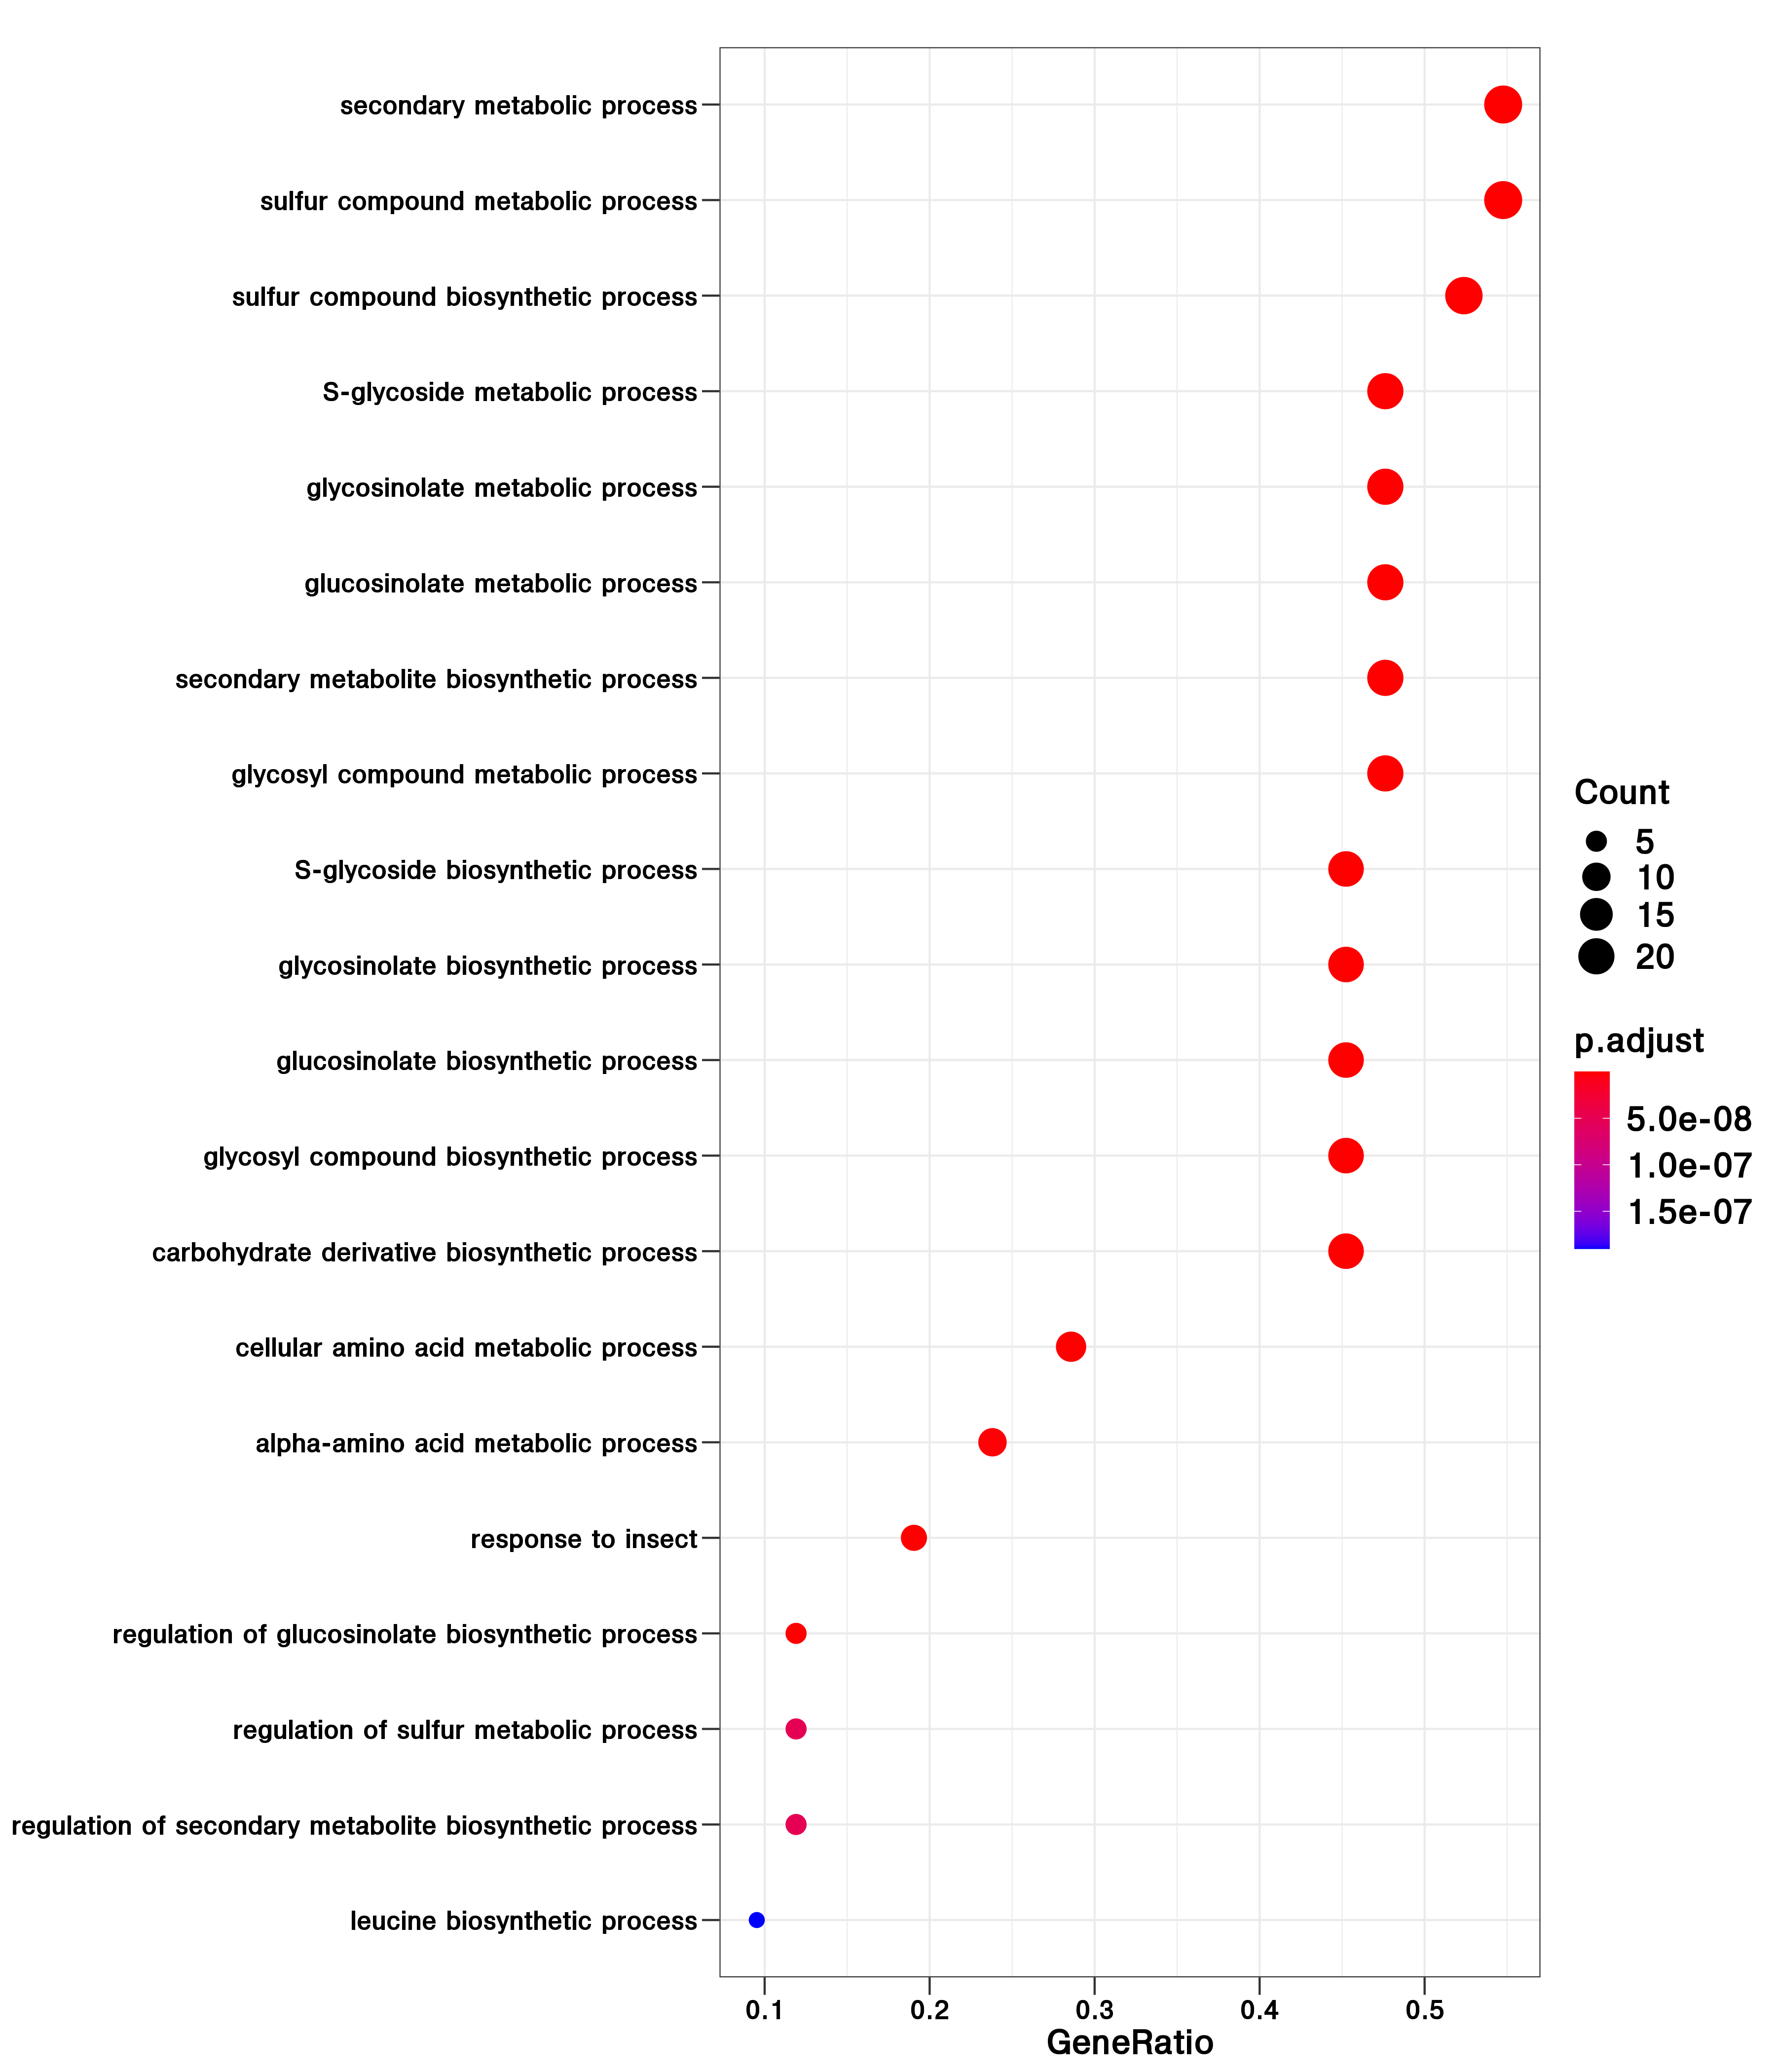 secondary metabolic process
sulfur compound metabolic process
sulfur compound biosynthetic process
S-glycoside metabolic process
glycosinolate metabolic process
glucosinolate metabolic process
secondary metabolite biosynthetic process
glycosyl compound metabolic process
S-glycoside biosynthetic process
glycosinolate biosynthetic process
glucosinolate biosynthetic process
glycosyl compound biosynthetic process
carbohydrate derivative biosynthetic process
cellular amino acid metabolic process
alpha-amino acid metabolic process
response to insect
regulation of glucosinolate biosynthetic process
regulation of sulfur metabolic process
regulation of secondary metabolite biosynthetic process
leucine biosynthetic process
0.1 0.2 0.3 0.4 0.5
GeneRatio
Count
5
10
15
20
p.adjust
5.0e-08
1.0e-07
1.5e-07